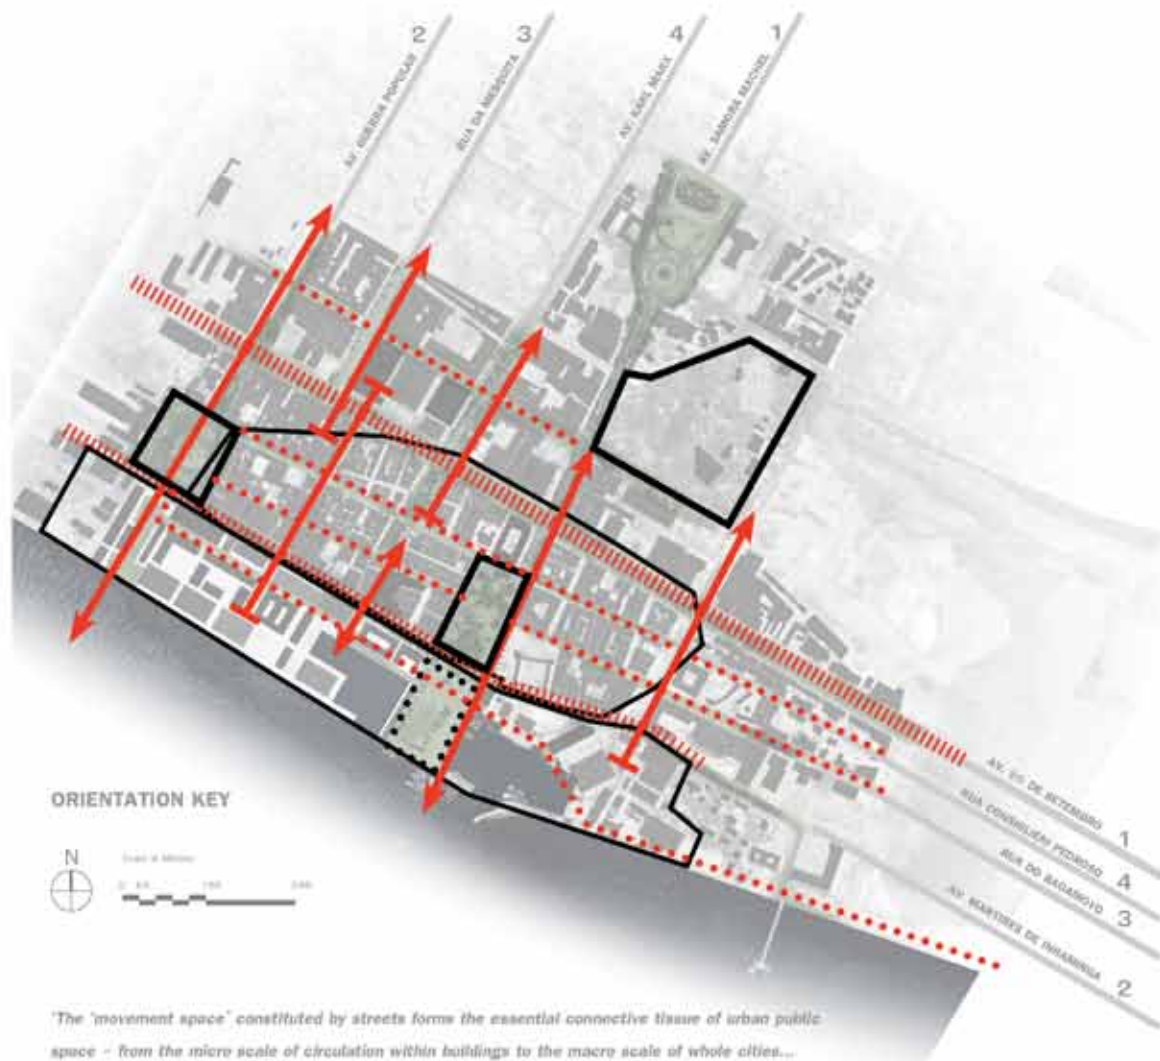 2
3
4
1
AV. GUERRA POPULAR
RUA DA MESQUITA
AV. KARL MARX
AV. SAMORA MACHEL
ORIENTATION KEY
N
AV. DE SETEMBRO
1
RUA CONSIGLIERI PEDROSO
4
RUA DO BAGAMOYO
3
AV. MARTIRES DE INHAMINGA
2
'The 'movement space' constituted by streets forms the essential connective tissue of urban public
space – from the micro scale of circulation within buildings to the macro scale of whole cities...